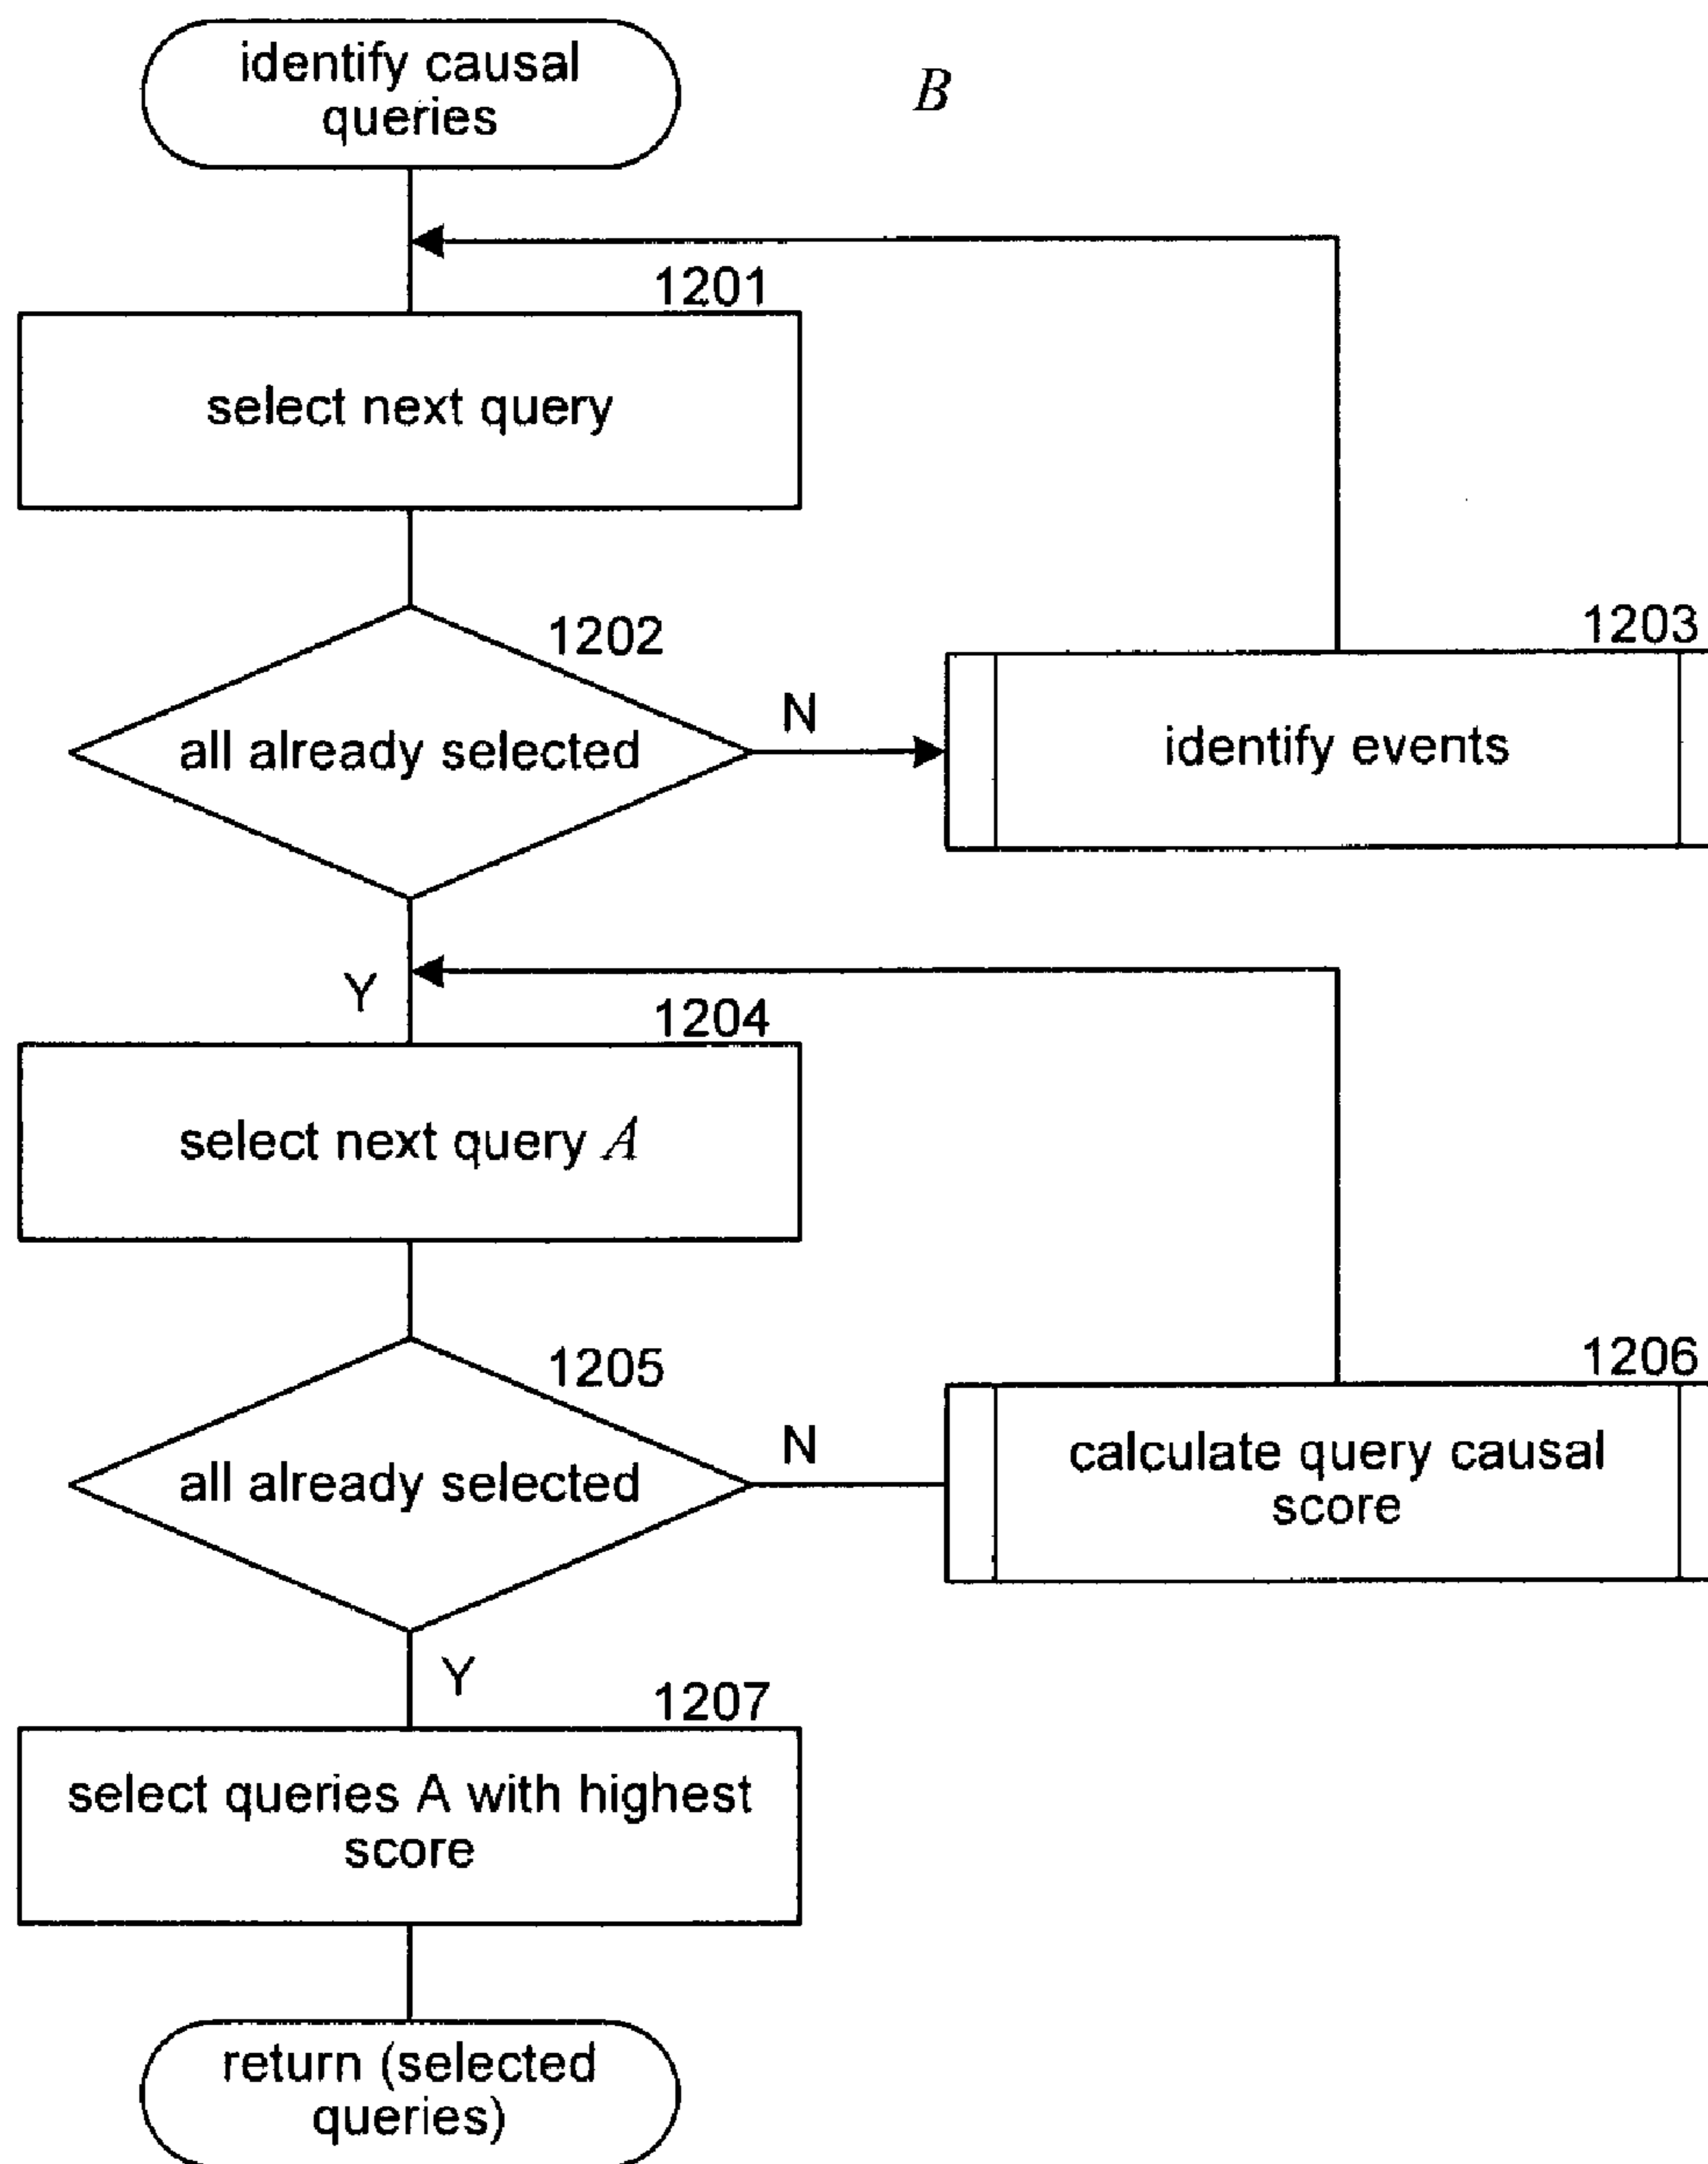 identify causal
queries
B
1201
select next query
1202
all already selected
N
1203
identify events
Y
1204
select next query A
1205
all already selected
N
1206
calculate query causal
score
Y
1207
select queries A with highest
score
return (selected
queries)